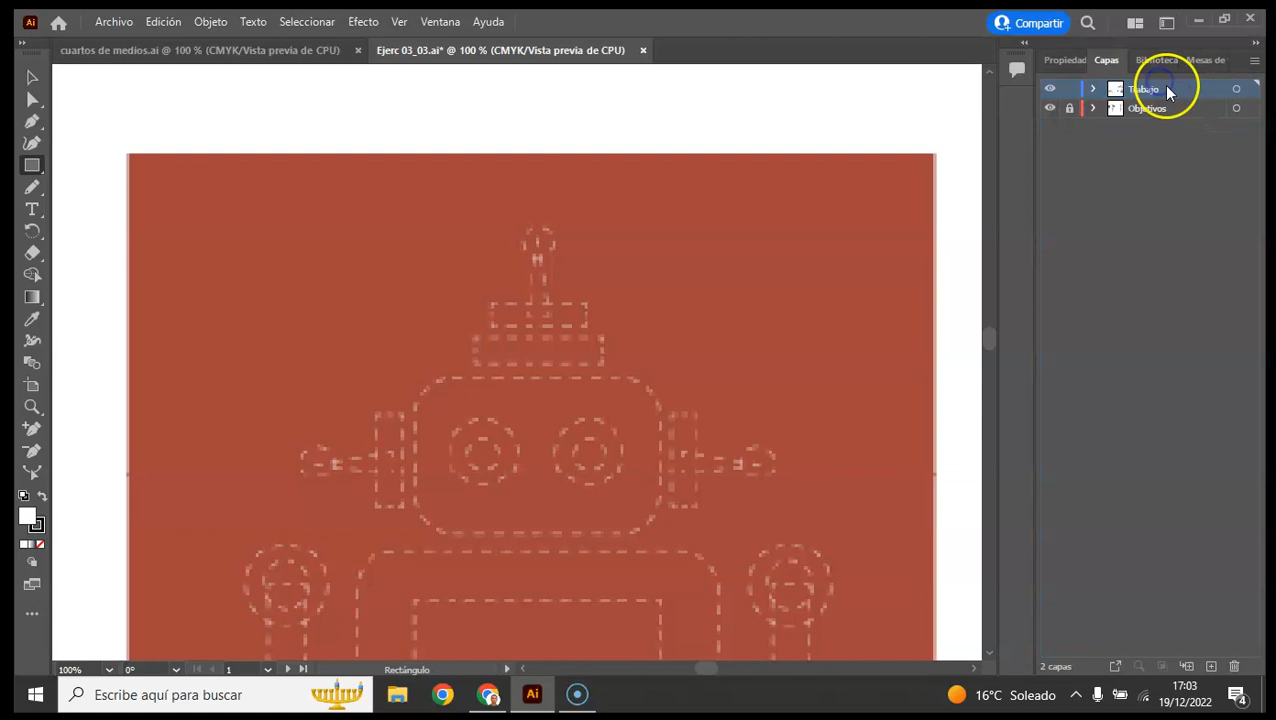 Ai
Archivo Edición Objeto Texto Seleccionar Efecto Ver Ventana Ayuda
Compartir
cuartos de medios.ai @ 100 % (CMYK/Vista previa de CPU) ×
Ejerc 03_03.ai* @ 100 % (CMYK/Vista previa de CPU) ×
Propiedad Capas Biblioteca Mesas de
Trabajo
Objetivos
T
2 capas
100% 0° 1 Rectángulo
Escribe aquí para buscar
Ai
16°C Soleado
17:03
19/12/2022
4